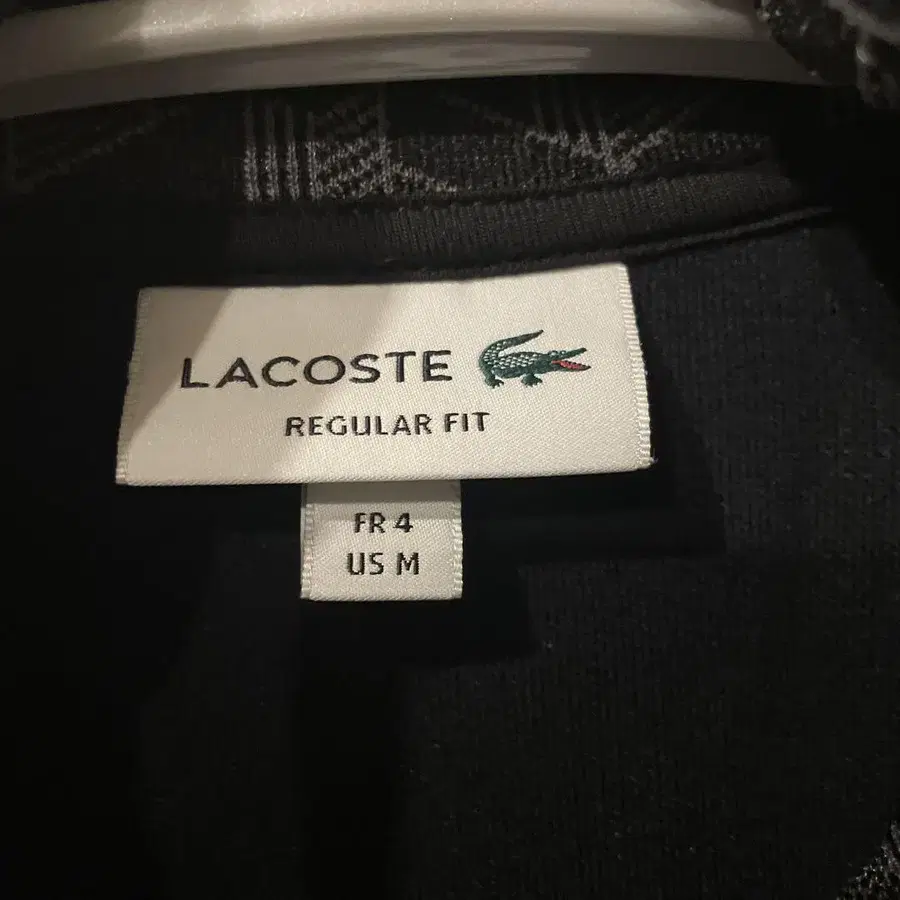 LACOSTE
REGULAR FIT
FR 4
US M